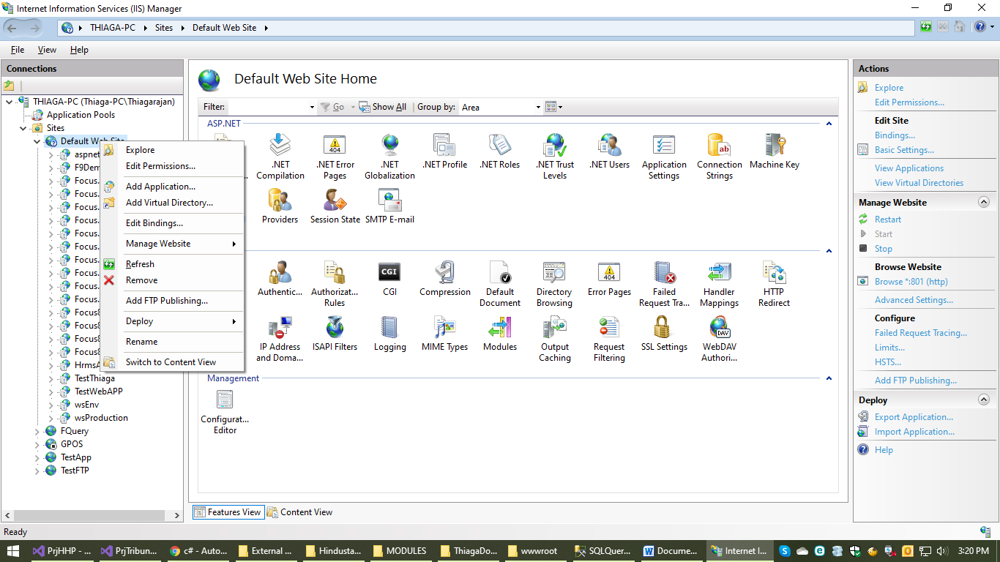 Internet Information Services (IIS) Manager
THIAGA-PC Sites Default Web Site
File View Help
Connections
THIAGA-PC (Thiaga-PC\Thiagarajan)
Application Pools
Sites
Default Web Site
aspnet
F9Dem
Focus.
Focus.
Focus.
Focus.
Focus.
Focus.
Focus.
Focus.
Focus.
Focus.
Focus8
Focus8
Focus8
Focus8
HrmsA
TestThiaga
TestWebAPP
wsEnv
wsProduction
FQuery
GPOS
TestApp
TestFTP
Explore
Edit Permissions...
Add Application...
Add Virtual Directory...
Edit Bindings...
Manage Website
Refresh
Remove
Add FTP Publishing...
Deploy
Rename
Switch to Content View
Default Web Site Home
Filter: Go Show All Group by: Area
ASP.NET
.NET Compilation
.NET Error Pages
.NET Globalization
.NET Profile
.NET Roles
.NET Trust Levels
.NET Users
Application Settings
Connection Strings
Machine Key
Providers
Session State
SMTP E-mail
Authentic...
Authorizat... Rules
CGI
Compression
Default Document
Directory Browsing
Error Pages
Failed Request Tra...
Handler Mappings
HTTP Redirect
IP Address and Doma...
ISAPI Filters
Logging
MIME Types
Modules
Output Caching
Request Filtering
SSL Settings
WebDAV Authori...
Management
Configurat... Editor
Features View Content View
Actions
Explore
Edit Permissions...
Edit Site
Bindings...
Basic Settings...
View Applications
View Virtual Directories
Manage Website
Restart
Start
Stop
Browse Website
Browse *:801 (http)
Advanced Settings...
Configure
Failed Request Tracing...
Limits...
HSTS...
Add FTP Publishing...
Deploy
Export Application...
Import Application...
Help
Ready
PrjHHP - ... PrjTribun... c# - Auto... External ... Hindusta... MODULES ThiagaDo... wwwroot SQLQuer... Docume... Internet I... 3:20 PM